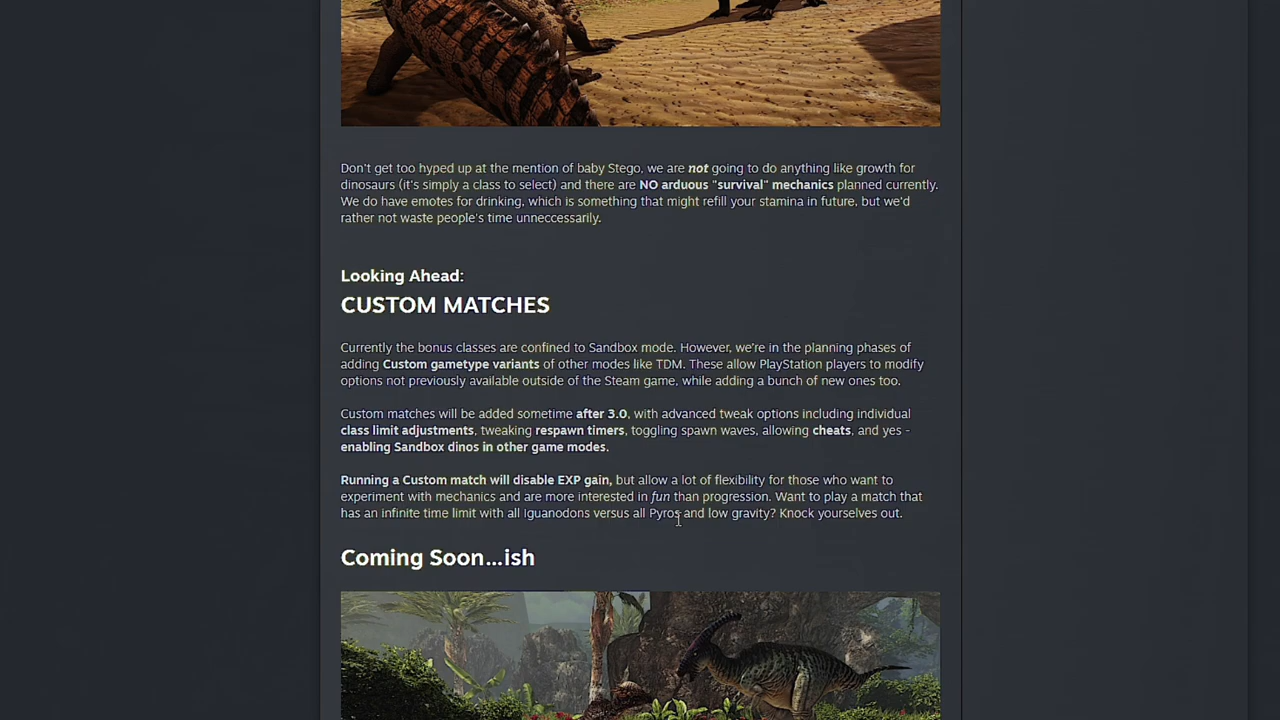 Don't get too hyped up at the mention of baby Stego, we are not going to do anything like growth for
dinosaurs (it's simply a class to select) and there are NO arduous "survival" mechanics planned currently.
We do have emotes for drinking, which is something that might refill your stamina in future, but we'd
rather not waste people's time unneccessarily.
Looking Ahead:
CUSTOM MATCHES
Currently the bonus classes are confined to Sandbox mode. However, we're in the planning phases of
adding Custom gametype variants of other modes like TDM. These allow PlayStation players to modify
options not previously available outside of the Steam game, while adding a bunch of new ones too.
Custom matches will be added sometime after 3.0, with advanced tweak options including individual
class limit adjustments, tweaking respawn timers, toggling spawn waves, allowing cheats, and yes -
enabling Sandbox dinos in other game modes.
Running a Custom match will disable EXP gain, but allow a lot of flexibility for those who want to
experiment with mechanics and are more interested in fun than progression. Want to play a match that
has an infinite time limit with all Iguanodons versus all Pyros and low gravity? Knock yourselves out.
Coming Soon...ish